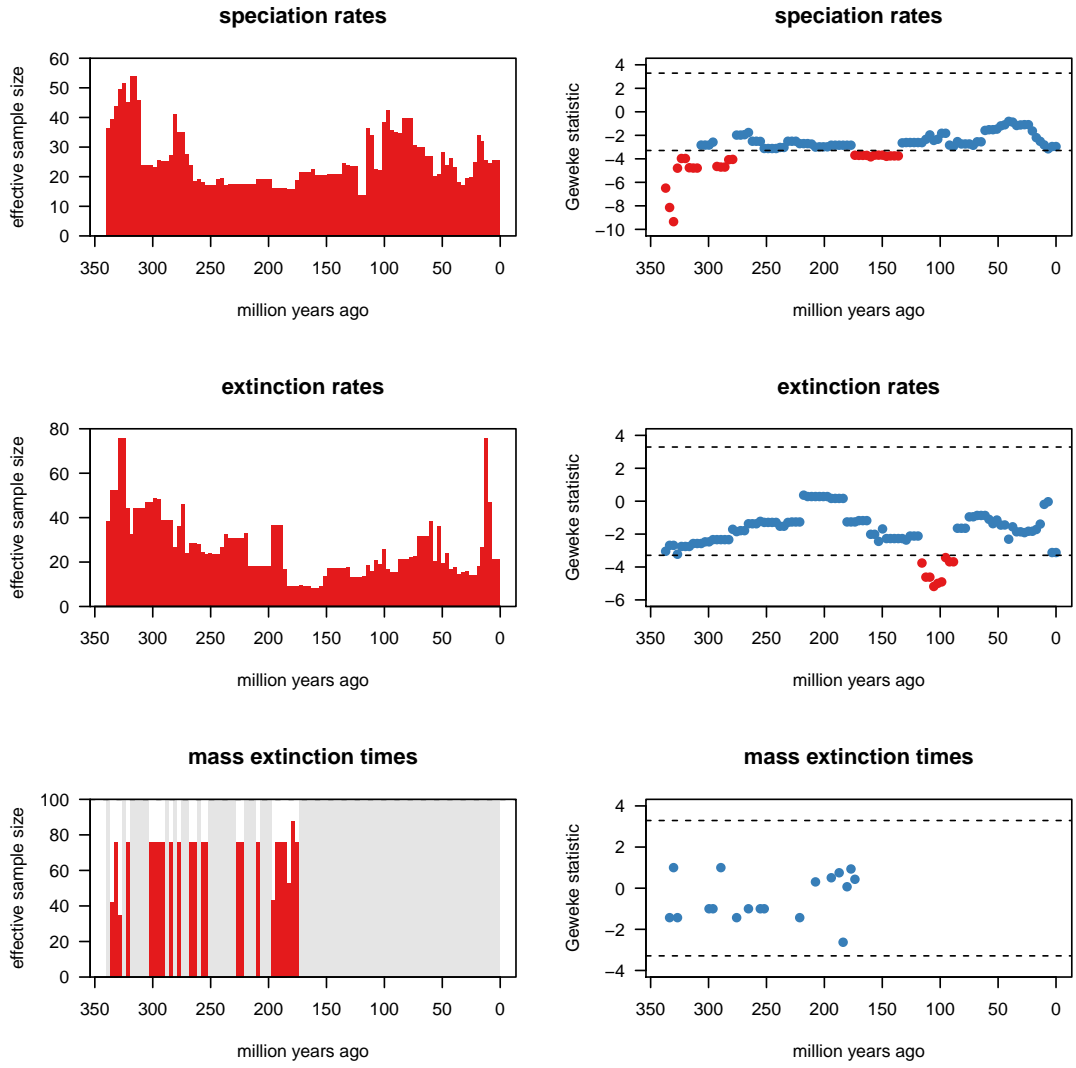 speciation rates
effective sample size
60
50
40
30
20
10
0
350 300 250 200 150 100 50 0
million years ago
speciation rates
Geweke statistic
4
2
0
−2
−4
−6
−8
−10
350 300 250 200 150 100 50 0
million years ago
extinction rates
effective sample size
80
60
40
20
0
350 300 250 200 150 100 50 0
million years ago
extinction rates
Geweke statistic
4
2
0
−2
−4
−6
350 300 250 200 150 100 50 0
million years ago
mass extinction times
effective sample size
100
80
60
40
20
0
350 300 250 200 150 100 50 0
million years ago
mass extinction times
Geweke statistic
4
2
0
−2
−4
350 300 250 200 150 100 50 0
million years ago